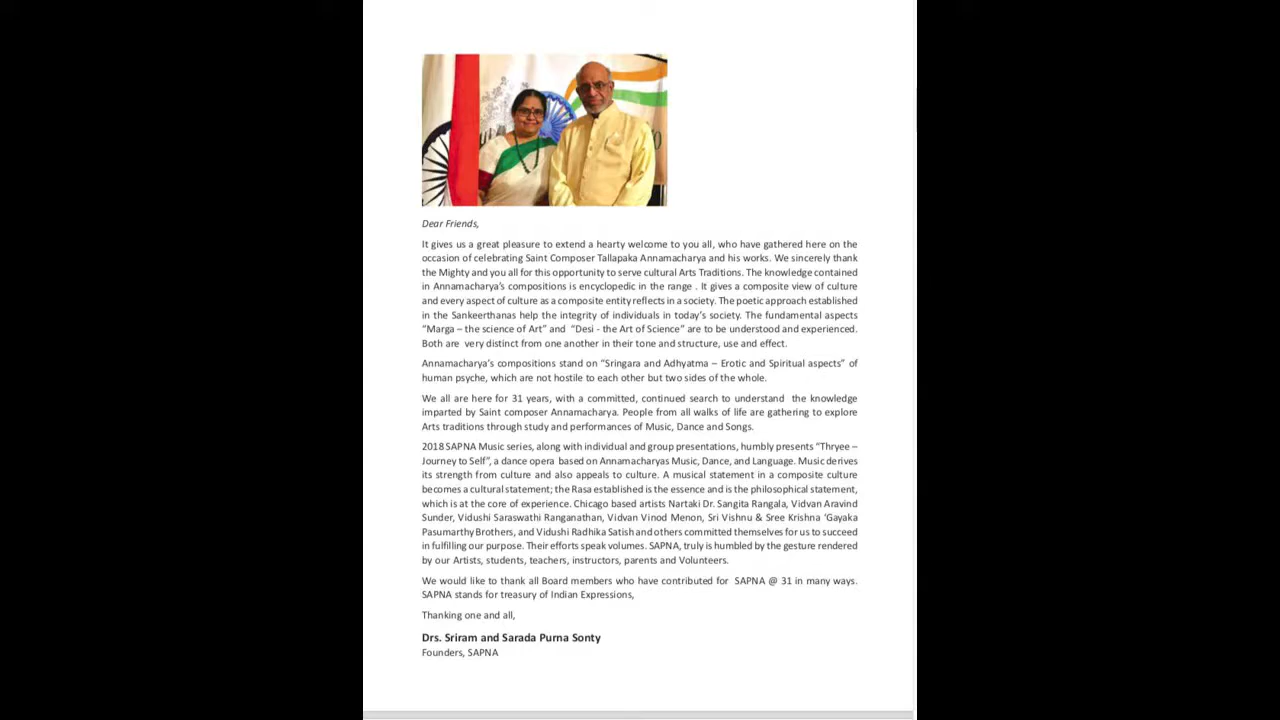 Dear Friends,
It gives us a great pleasure to extend a hearty welcome to you all, who have gathered here on the
occasion of celebrating Saint Composer Tallapaka Annamacharya and his works. We sincerely thank
the Mighty and you all for this opportunity to serve cultural Arts Traditions. The knowledge contained
in Annamacharya's compositions is encyclopedic in the range . It gives a composite view of culture
and every aspect of culture as a composite entity reflects in a society. The poetic approach established
in the Sankeerthanas help the integrity of individuals in today's society. The fundamental aspects
“Marga – the science of Art” and “Desi - the Art of Science” are to be understood and experienced.
Both are very distinct from one another in their tone and structure, use and effect.
Annamacharya's compositions stand on “Sringara and Adhyatma – Erotic and Spiritual aspects” of
human psyche, which are not hostile to each other but two sides of the whole.
We all are here for 31 years, with a committed, continued search to understand the knowledge
imparted by Saint composer Annamacharya. People from all walks of life are gathering to explore
Arts traditions through study and performances of Music, Dance and Songs.
2018 SAPNA Music series, along with individual and group presentations, humbly presents “Thryee –
Journey to Self”, a dance opera based on Annamacharyas Music, Dance, and Language. Music derives
its strength from culture and also appeals to culture. A musical statement in a composite culture
becomes a cultural statement; the Rasa established is the essence and is the philosophical statement,
which is at the core of experience. Chicago based artists Nartaki Dr. Sangita Rangala, Vidvan Aravind
Sunder, Vidushi Saraswathi Ranganathan, Vidvan Vinod Menon, Sri Vishnu & Sree Krishna ‘Gayaka
Pasumarthy Brothers, and Vidushi Radhika Satish and others committed themselves for us to succeed
in fulfilling our purpose. Their efforts speak volumes. SAPNA, truly is humbled by the gesture rendered
by our Artists, students, teachers, instructors, parents and Volunteers.
We would like to thank all Board members who have contributed for SAPNA @ 31 in many ways.
SAPNA stands for treasury of Indian Expressions,
Thanking one and all,
Drs. Sriram and Sarada Purna Sonty
Founders, SAPNA